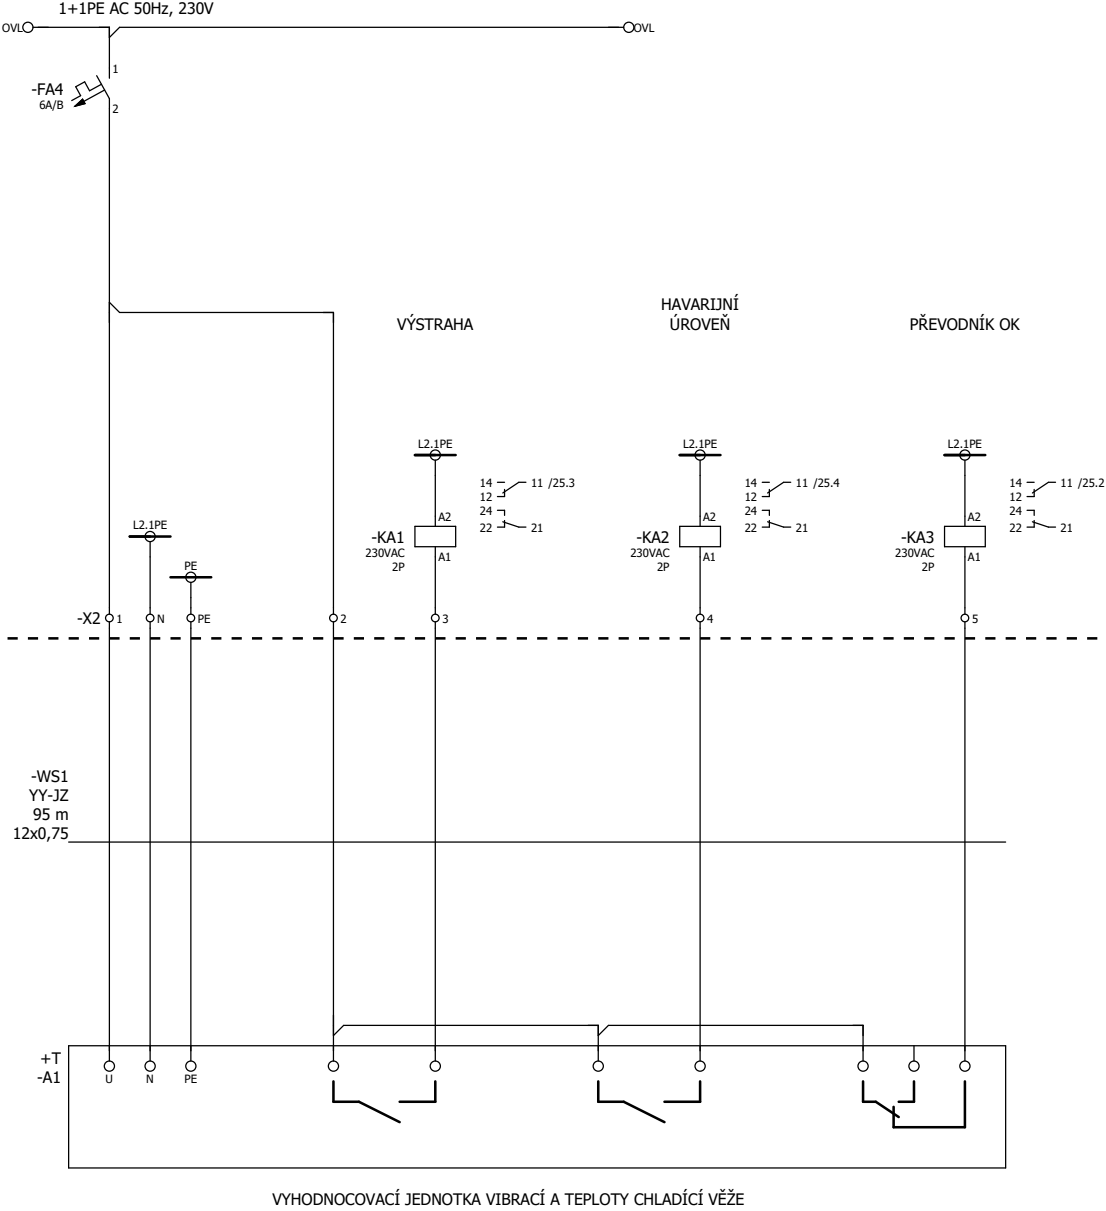 1+1PE AC 50Hz, 230V
OVL
OVL
1
-FA4
6A/B
2
HAVARIJNÍ
VÝSTRAHA
ÚROVEŇ
PŘEVODNÍK OK
L2.1PE
L2.1PE
L2.1PE
14
11 /25.3
12
24
22
21
14
11 /25.4
12
24
22
21
14
11 /25.2
12
24
22
21
A2
-KA1
230VAC
2P
A1
A2
-KA2
230VAC
2P
A1
A2
-KA3
230VAC
2P
A1
L2.1PE
PE
-X2
1
N
PE
2
3
4
5
-WS1
YY-JZ
95 m
12x0,75
+T
-A1
U
N
PE
VYHODNOCOVACÍ JEDNOTKA VIBRACÍ A TEPLOTY CHLADÍCÍ VĚŽE